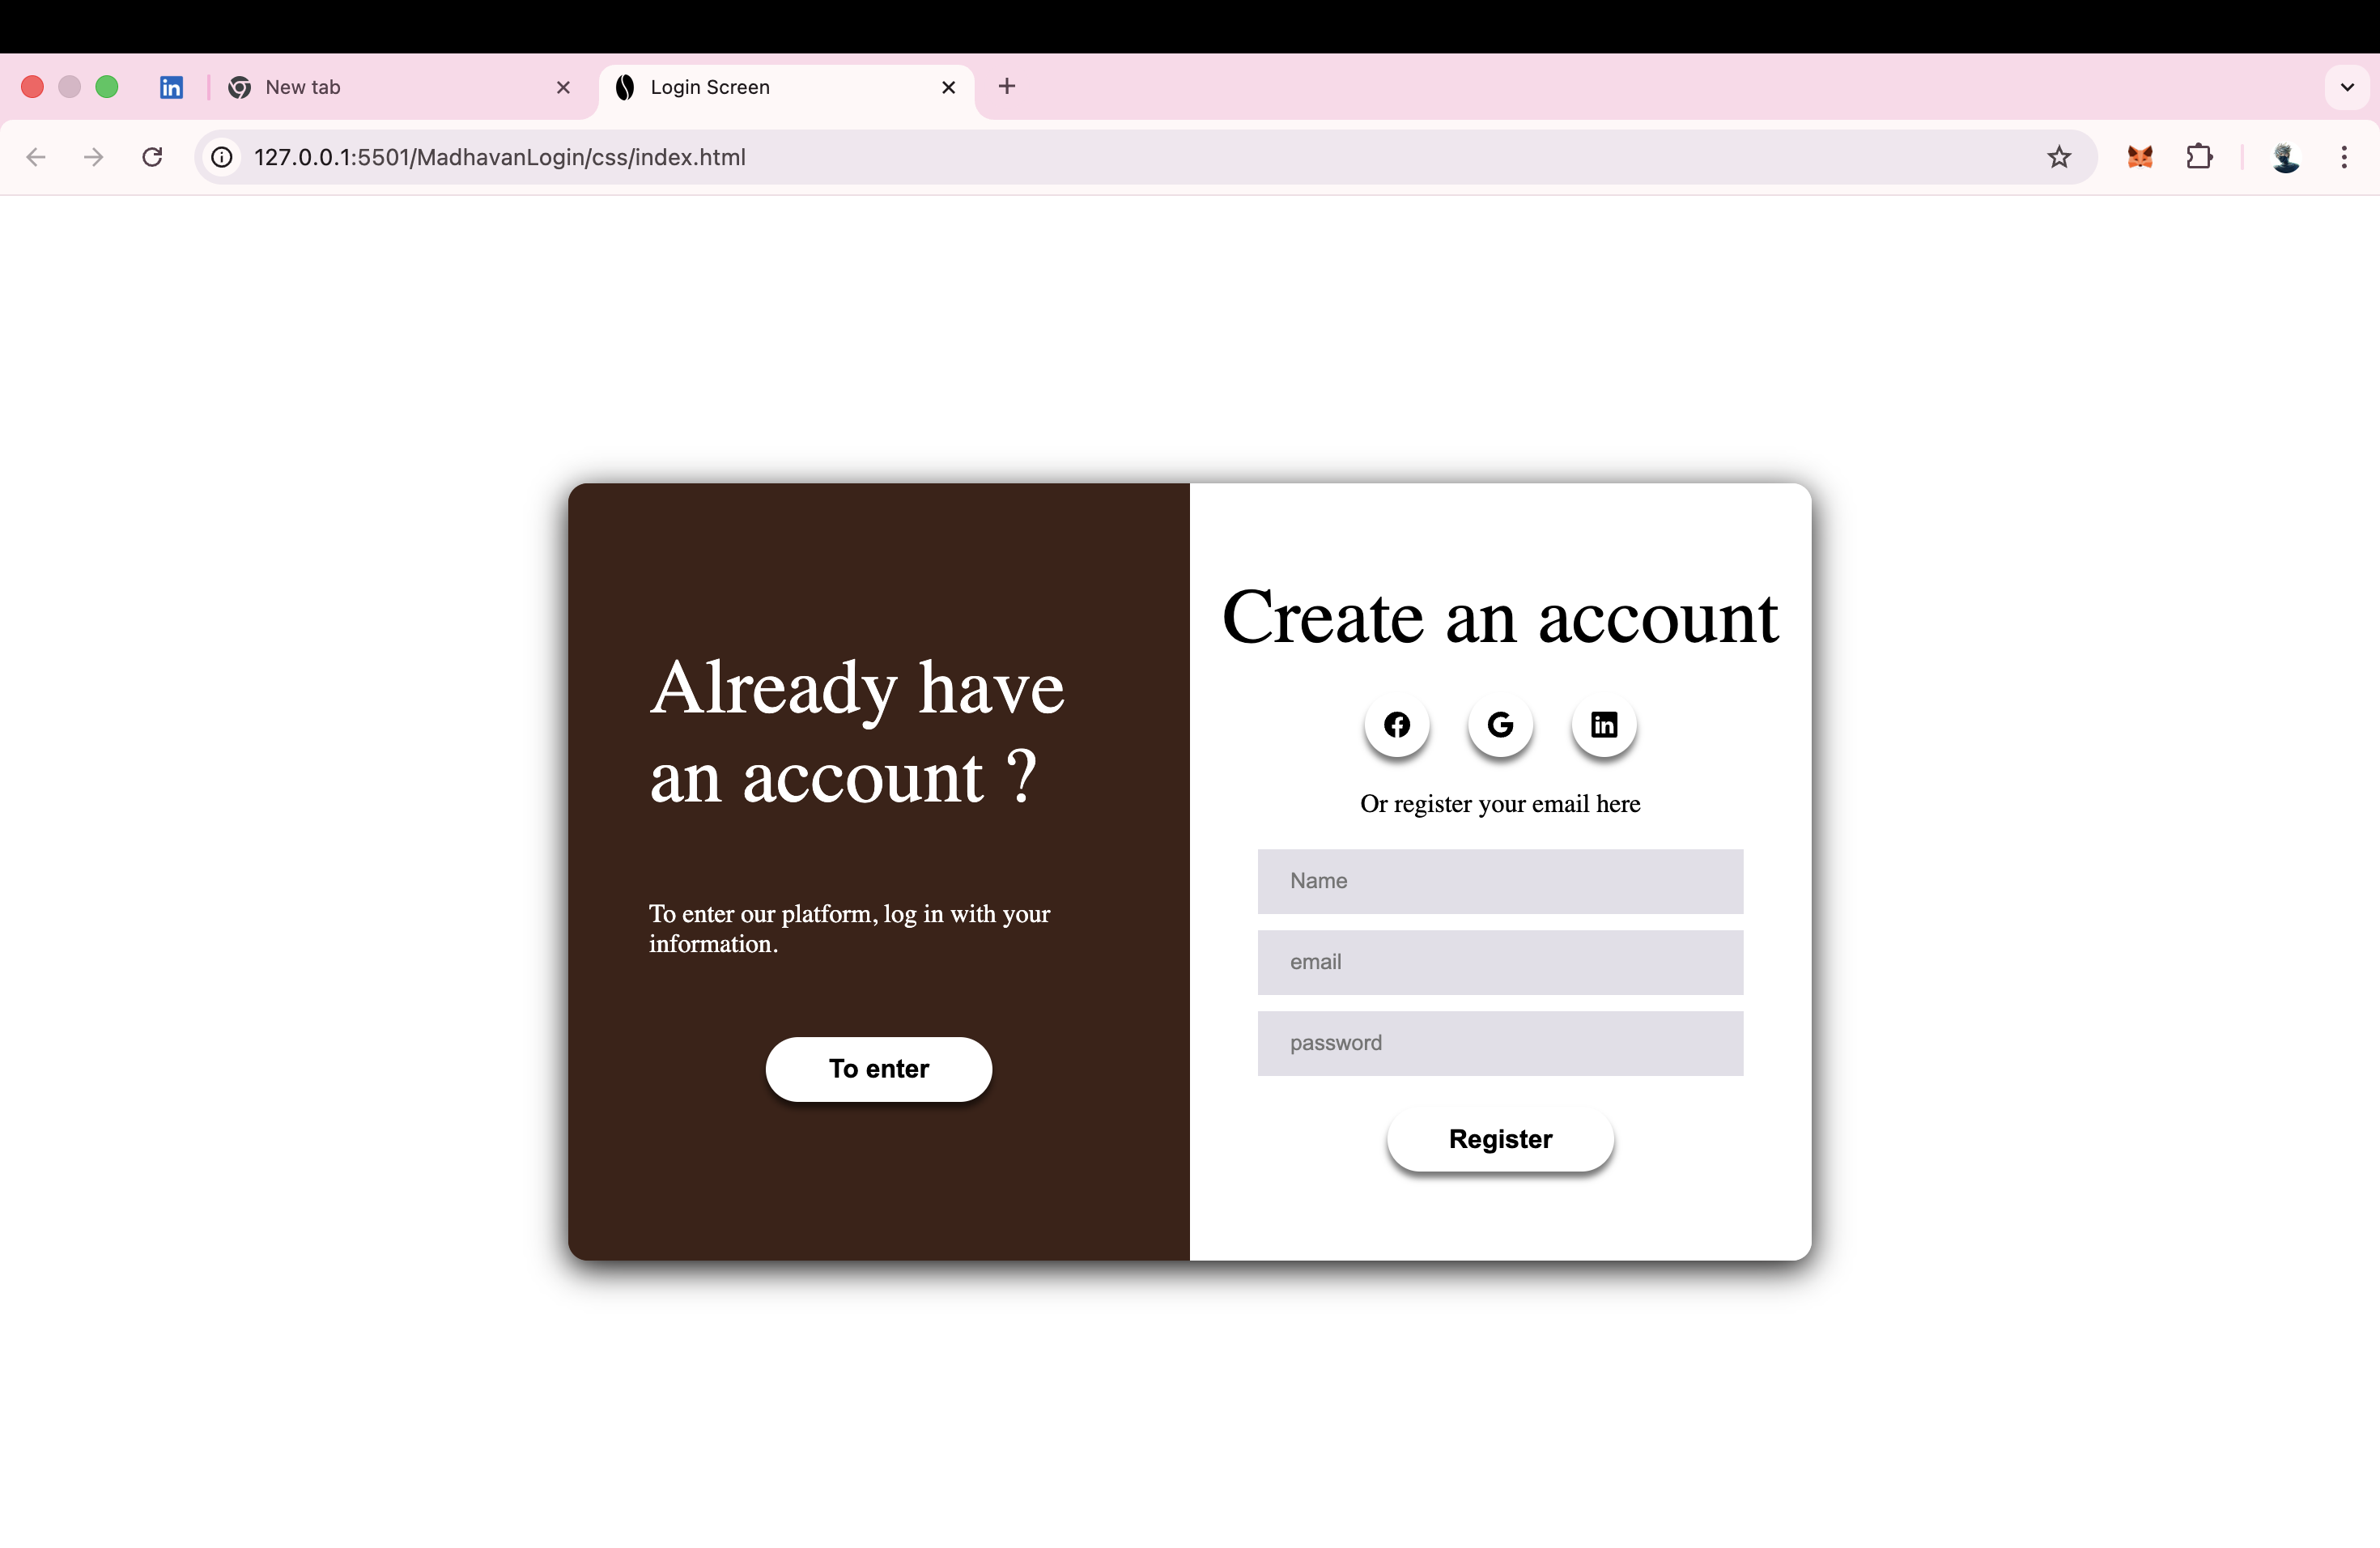 New tab
Login Screen
127.0.0.1:5501/MadhavanLogin/css/index.html
Already have
an account ?
To enter our platform, log in with your
information.
To enter
Create an account
Or register your email here
Name
email
password
Register